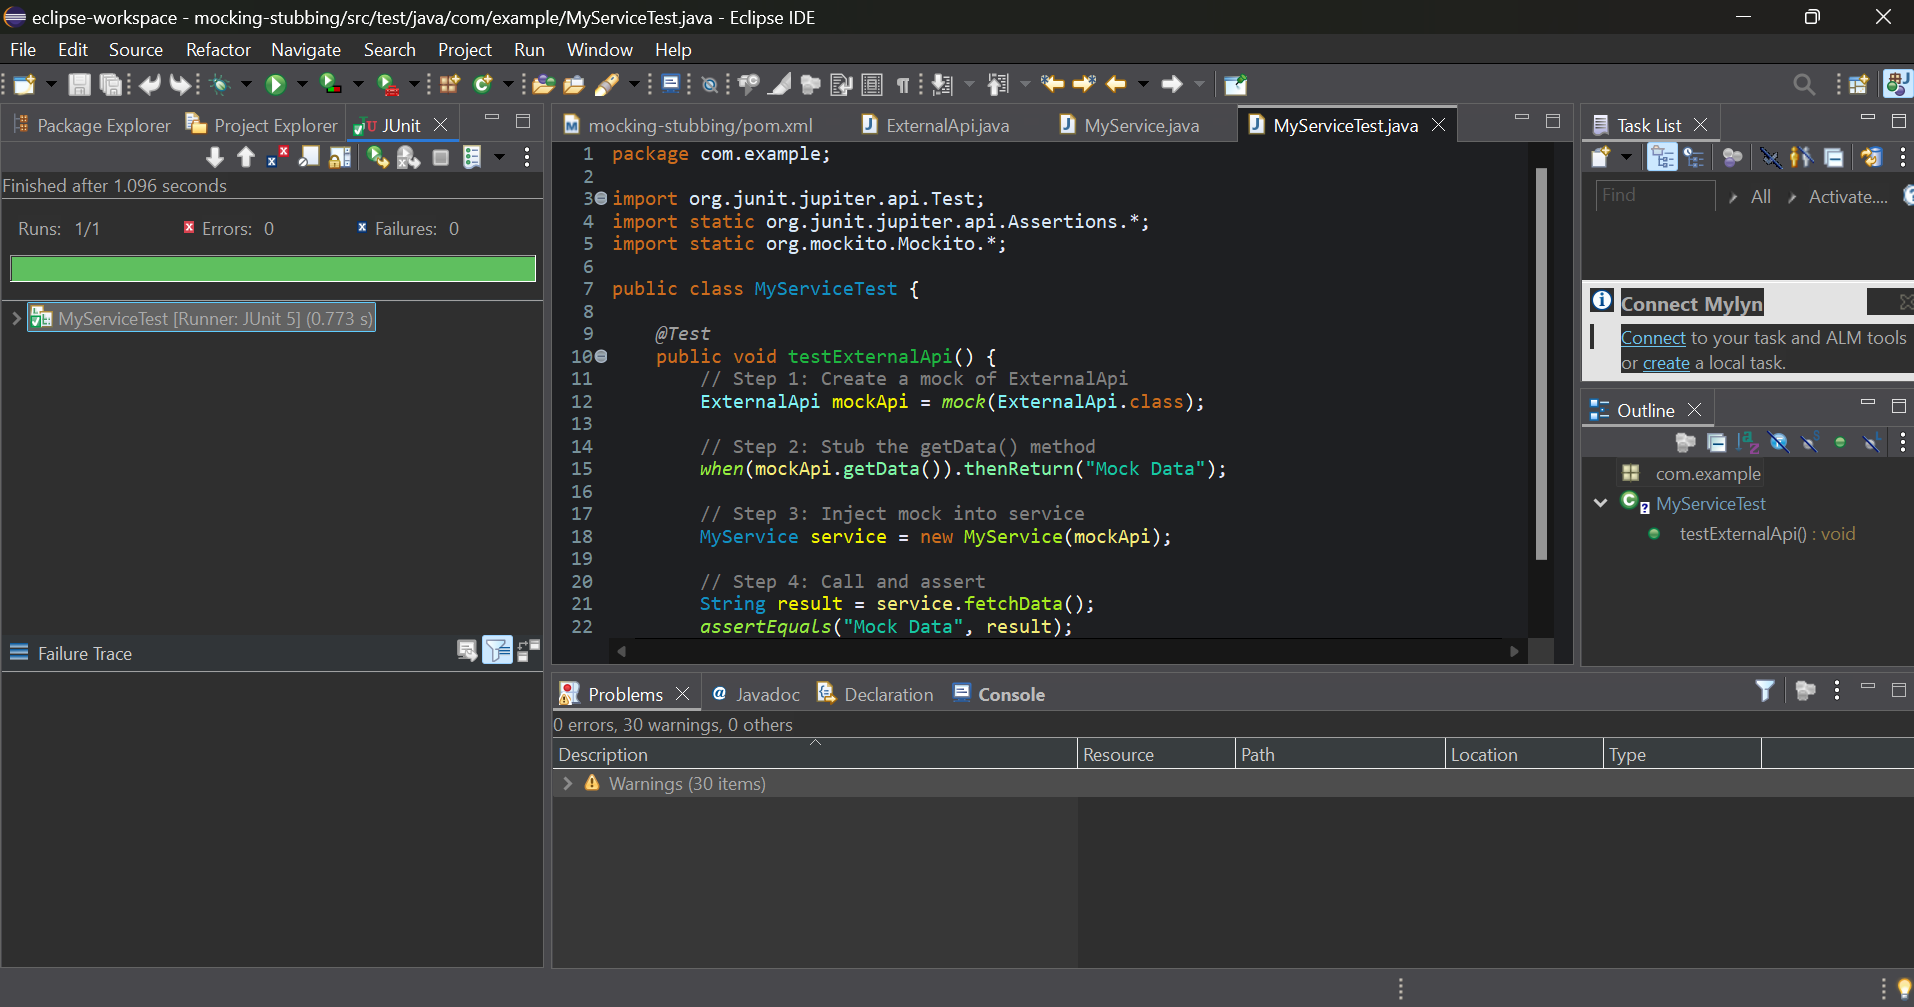 eclipse-workspace - mocking-stubbing/src/test/java/com/example/MyServiceTest.java - Eclipse IDE
File Edit Source Refactor Navigate Search Project Run Window Help
Package Explorer Project Explorer JUnit
Finished after 1.096 seconds
Runs: 1/1 Errors: 0 Failures: 0
MyServiceTest [Runner: JUnit 5] (0.773 s)
Failure Trace
mocking-stubbing/pom.xml ExternalApi.java MyService.java MyServiceTest.java
1 package com.example;
2
3 import org.junit.jupiter.api.Test;
4 import static org.junit.jupiter.api.Assertions.*;
5 import static org.mockito.Mockito.*;
6
7 public class MyServiceTest {
8
9 @Test
10 public void testExternalApi() {
11 // Step 1: Create a mock of ExternalApi
12 ExternalApi mockApi = mock(ExternalApi.class);
13
14 // Step 2: Stub the getData() method
15 when(mockApi.getData()).thenReturn("Mock Data");
16
17 // Step 3: Inject mock into service
18 MyService service = new MyService(mockApi);
19
20 // Step 4: Call and assert
21 String result = service.fetchData();
22 assertEquals("Mock Data", result);
Task List
Find All Activate....
Connect Mylyn
Connect to your task and ALM tools
or create a local task.
Outline
com.example
MyServiceTest
testExternalApi() : void
Problems @ Javadoc Declaration Console
0 errors, 30 warnings, 0 others
Description Resource Path Location Type
Warnings (30 items)